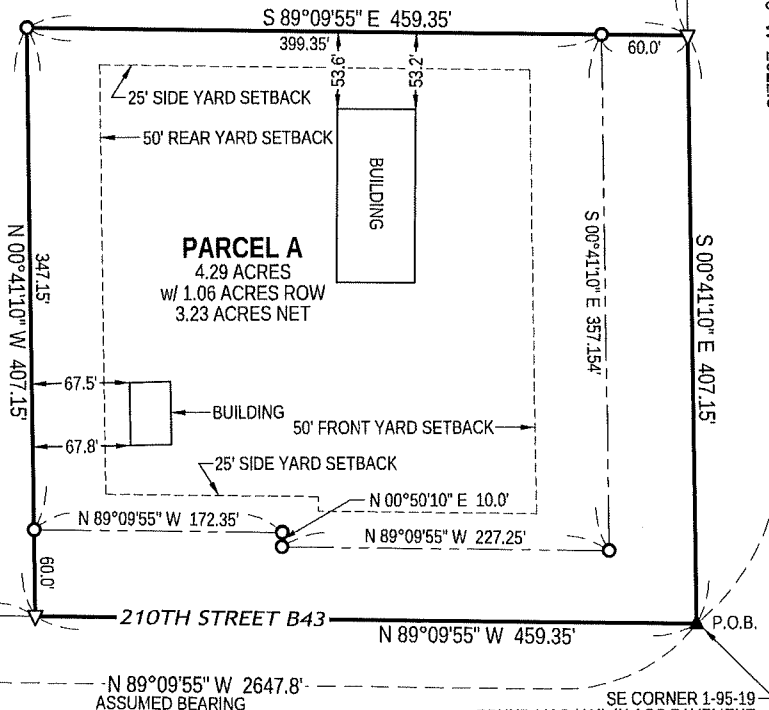 S 89°09'55" E 459.35'
399.35'
60.0'
53.6'
53.2'
25' SIDE YARD SETBACK
50' REAR YARD SETBACK
BUILDING
PARCEL A
4.29 ACRES
w/ 1.06 ACRES ROW
3.23 ACRES NET
N 00°41'10" W 407.15'
347.15'
S 00°41'10" E 357.154'
S 00°41'10" E 407.15'
67.5'
BUILDING
67.8'
50' FRONT YARD SETBACK
25' SIDE YARD SETBACK
N 00°50'10" E 10.0'
N 89°09'55" W 172.35'
N 89°09'55" W 227.25'
60.0'
210TH STREET B43
N 89°09'55" W 459.35'
P.O.B.
N 89°09'55" W 2647.8'
ASSUMED BEARING
SE CORNER 1-95-19